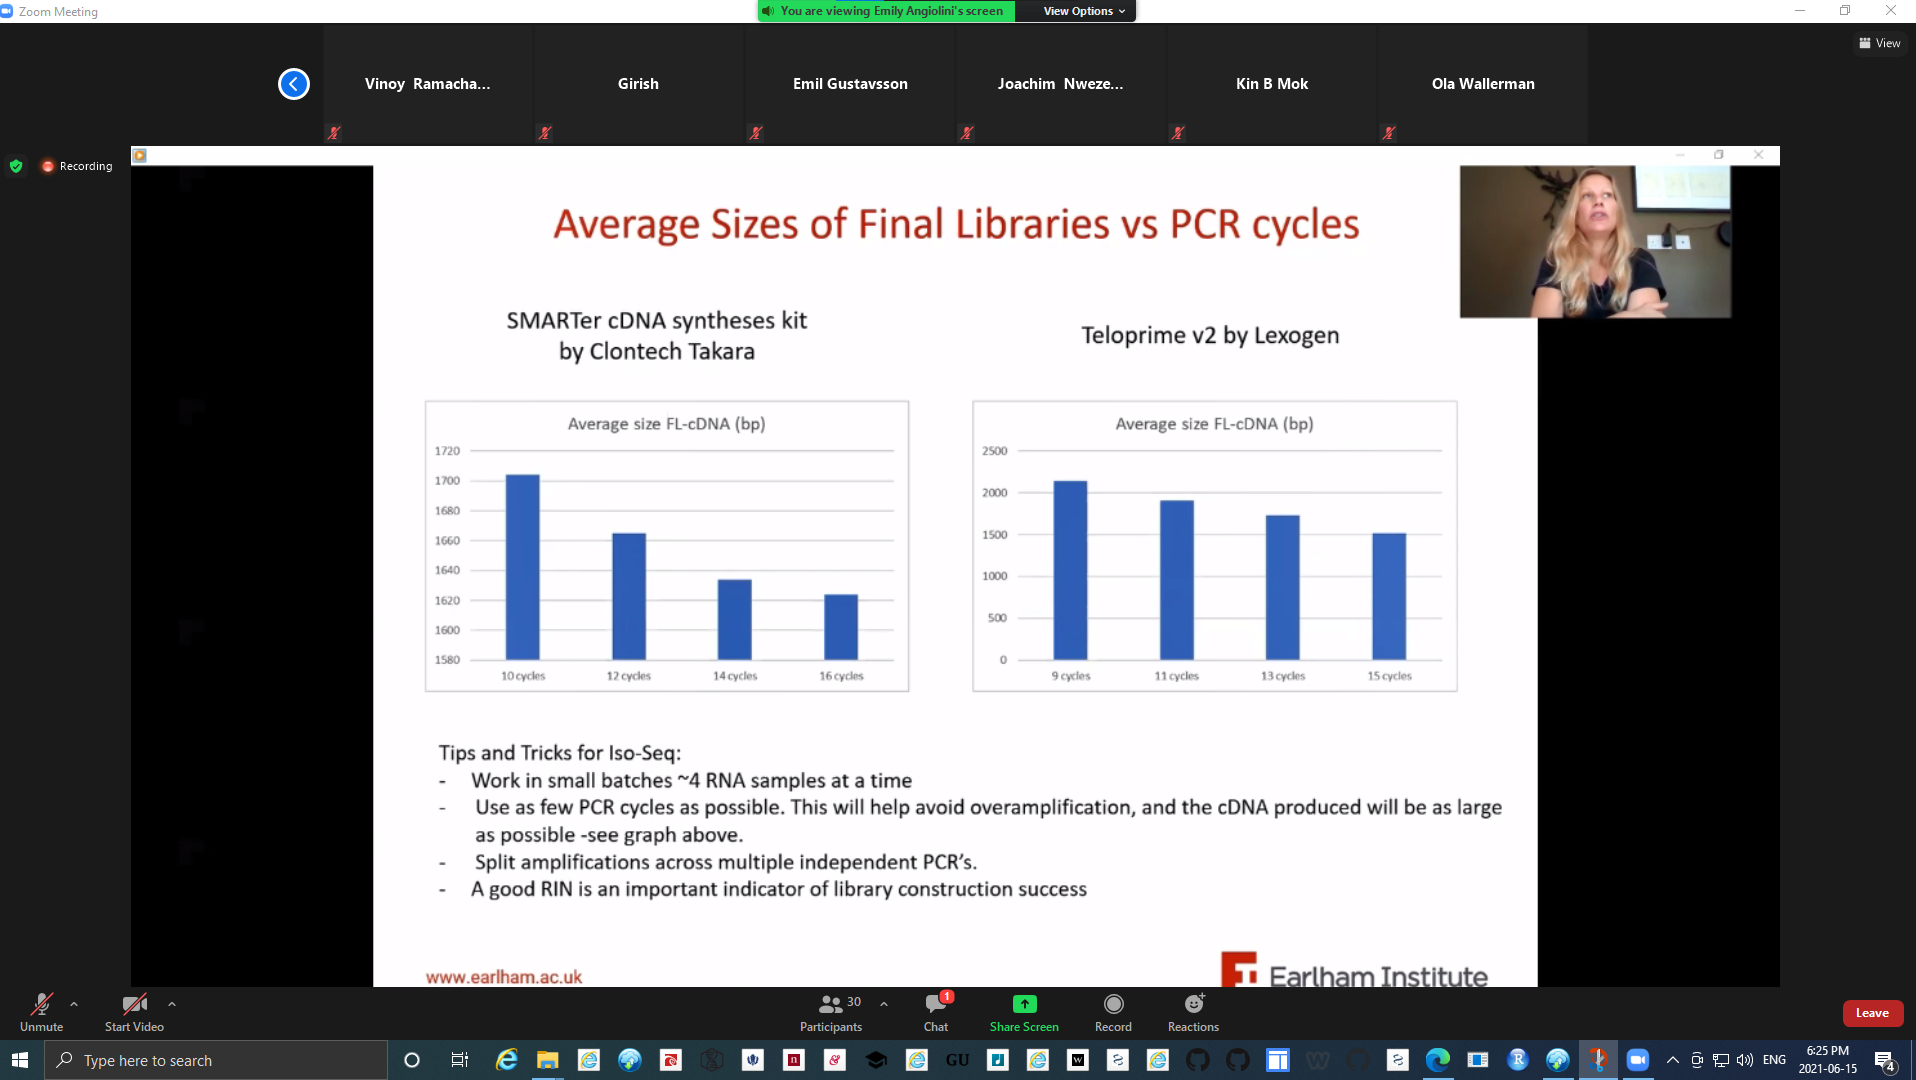 Zoom Meeting
You are viewing Emily Angiolini's screen
View Options
View
Vinoy Ramacha...
Girish
Emil Gustavsson
Joachim Nweze...
Kin B Mok
Ola Wallerman
Recording
Average Sizes of Final Libraries vs PCR cycles
SMARTer cDNA syntheses kit
by Clontech Takara
Teloprime v2 by Lexogen
Average size FL-cDNA (bp)
1720
1700
1680
1660
1640
1620
1600
1580
10 cycles
12 cycles
14 cycles
16 cycles
Average size FL-cDNA (bp)
2500
2000
1500
1000
500
0
9 cycles
11 cycles
13 cycles
15 cycles
Tips and Tricks for Iso-Seq:
- Work in small batches ~4 RNA samples at a time
- Use as few PCR cycles as possible. This will help avoid overamplification, and the cDNA produced will be as large
as possible -see graph above.
- Split amplifications across multiple independent PCR's.
- A good RIN is an important indicator of library construction success
www.earlham.ac.uk
Earlham Institute
Unmute
Start Video
30
Participants
1
Chat
Share Screen
Record
Reactions
Leave
Type here to search
GU
ENG
6:25 PM
2021-06-15
4